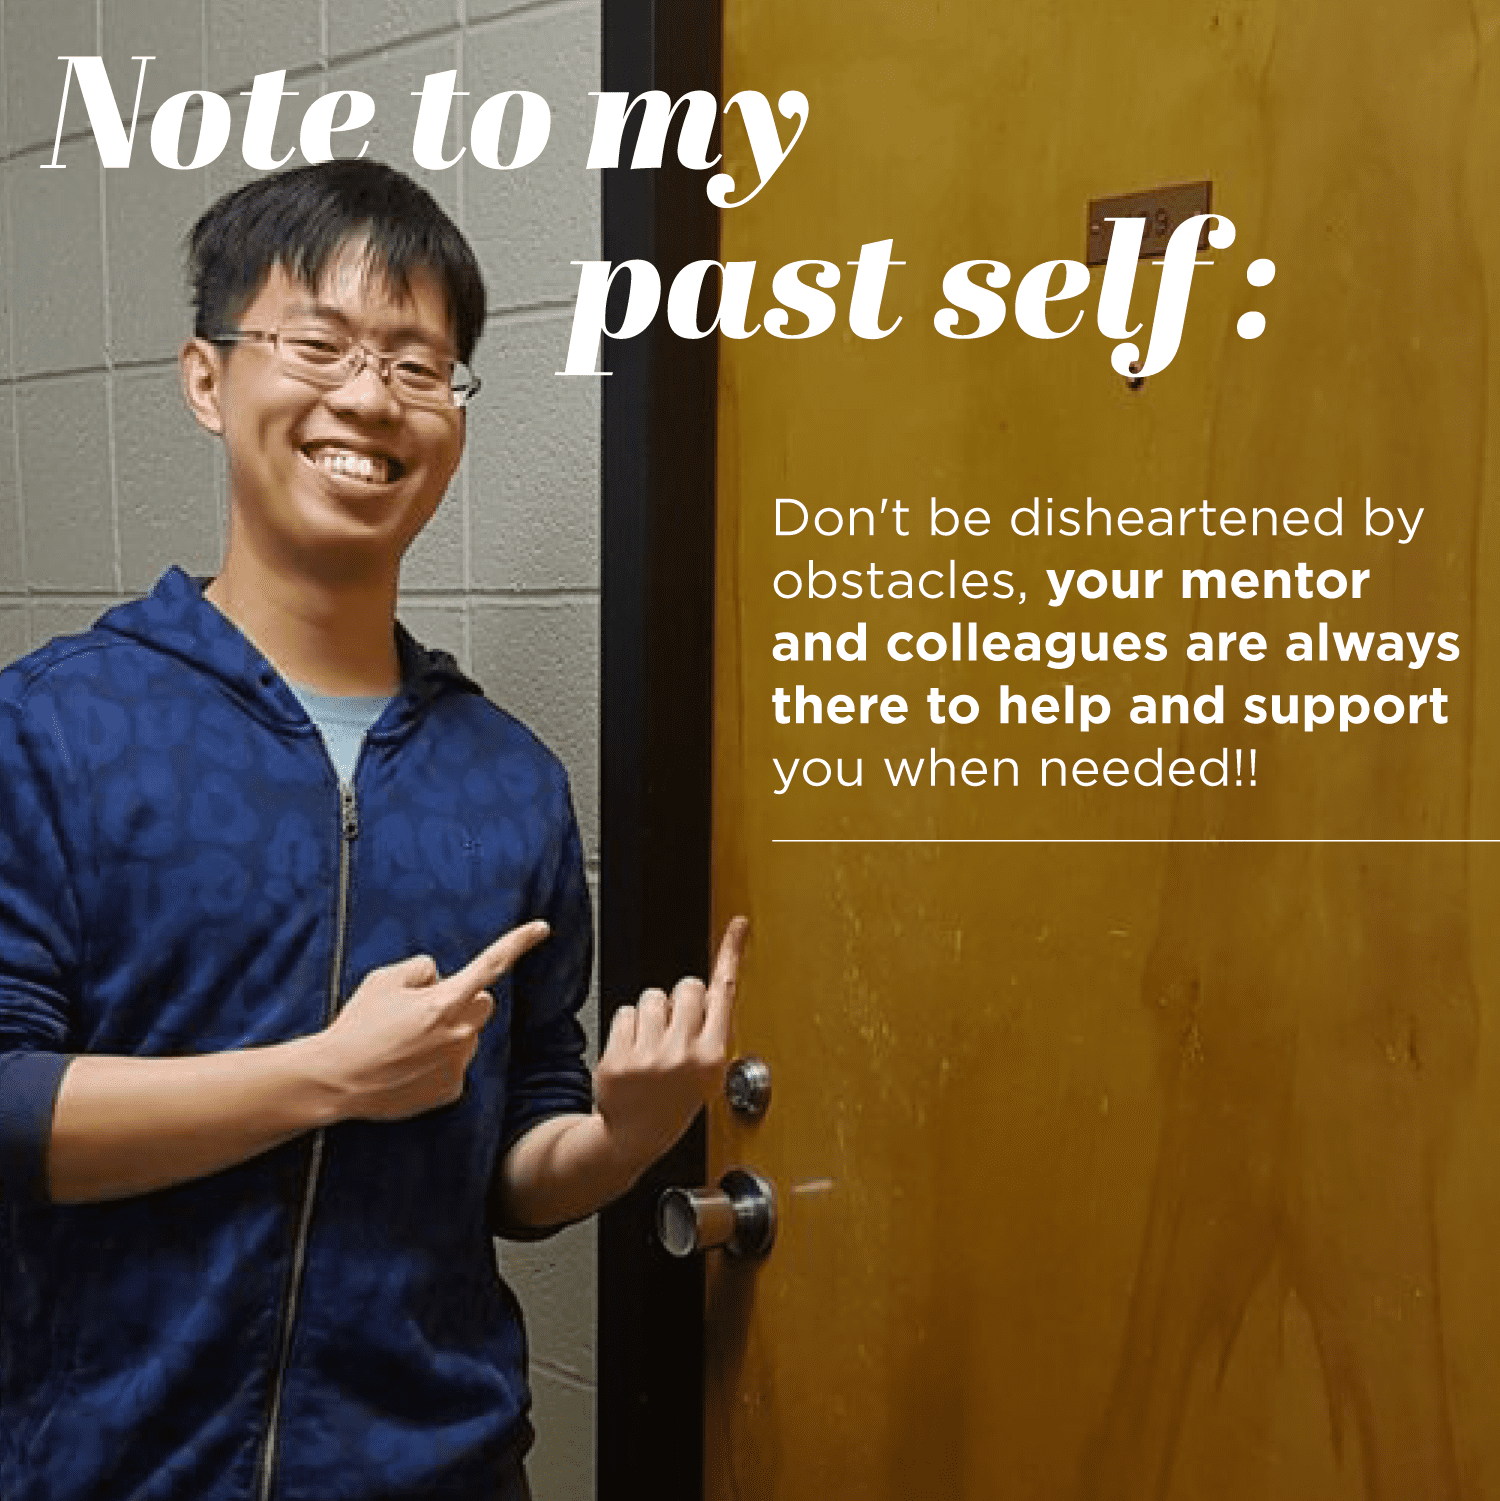 Note to my
past self:
Don't be disheartened by
obstacles, your mentor
and colleagues are always
there to help and support
you when needed!!